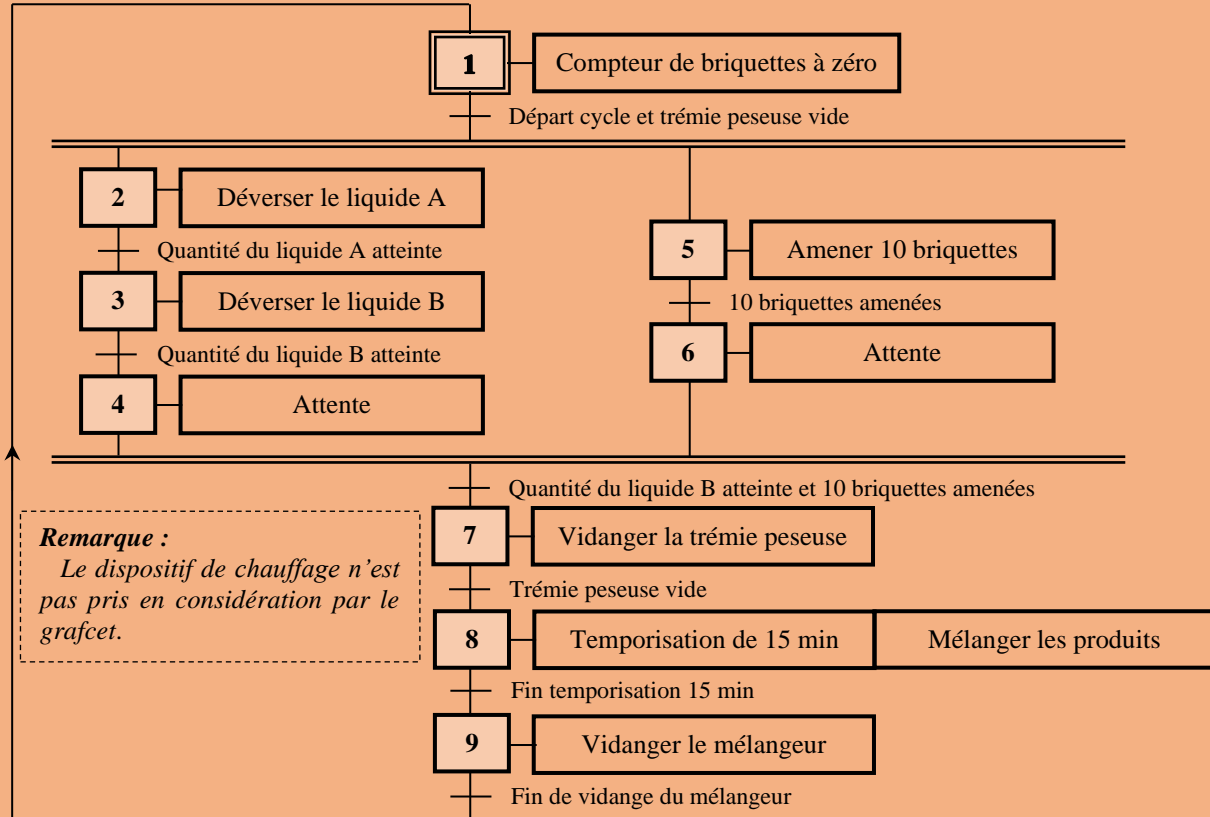 1
Compteur de briquettes à zéro
Départ cycle et trémie peseuse vide
2
Déverser le liquide A
Quantité du liquide A atteinte
3
Déverser le liquide B
Quantité du liquide B atteinte
4
Attente
5
Amener 10 briquettes
10 briquettes amenées
6
Attente
Quantité du liquide B atteinte et 10 briquettes amenées
7
Vidanger la trémie peseuse
Trémie peseuse vide
8
Temporisation de 15 min
Mélanger les produits
Fin temporisation 15 min
9
Vidanger le mélangeur
Fin de vidange du mélangeur
Remarque :
Le dispositif de chauffage n’est
pas pris en considération par le
grafcet.